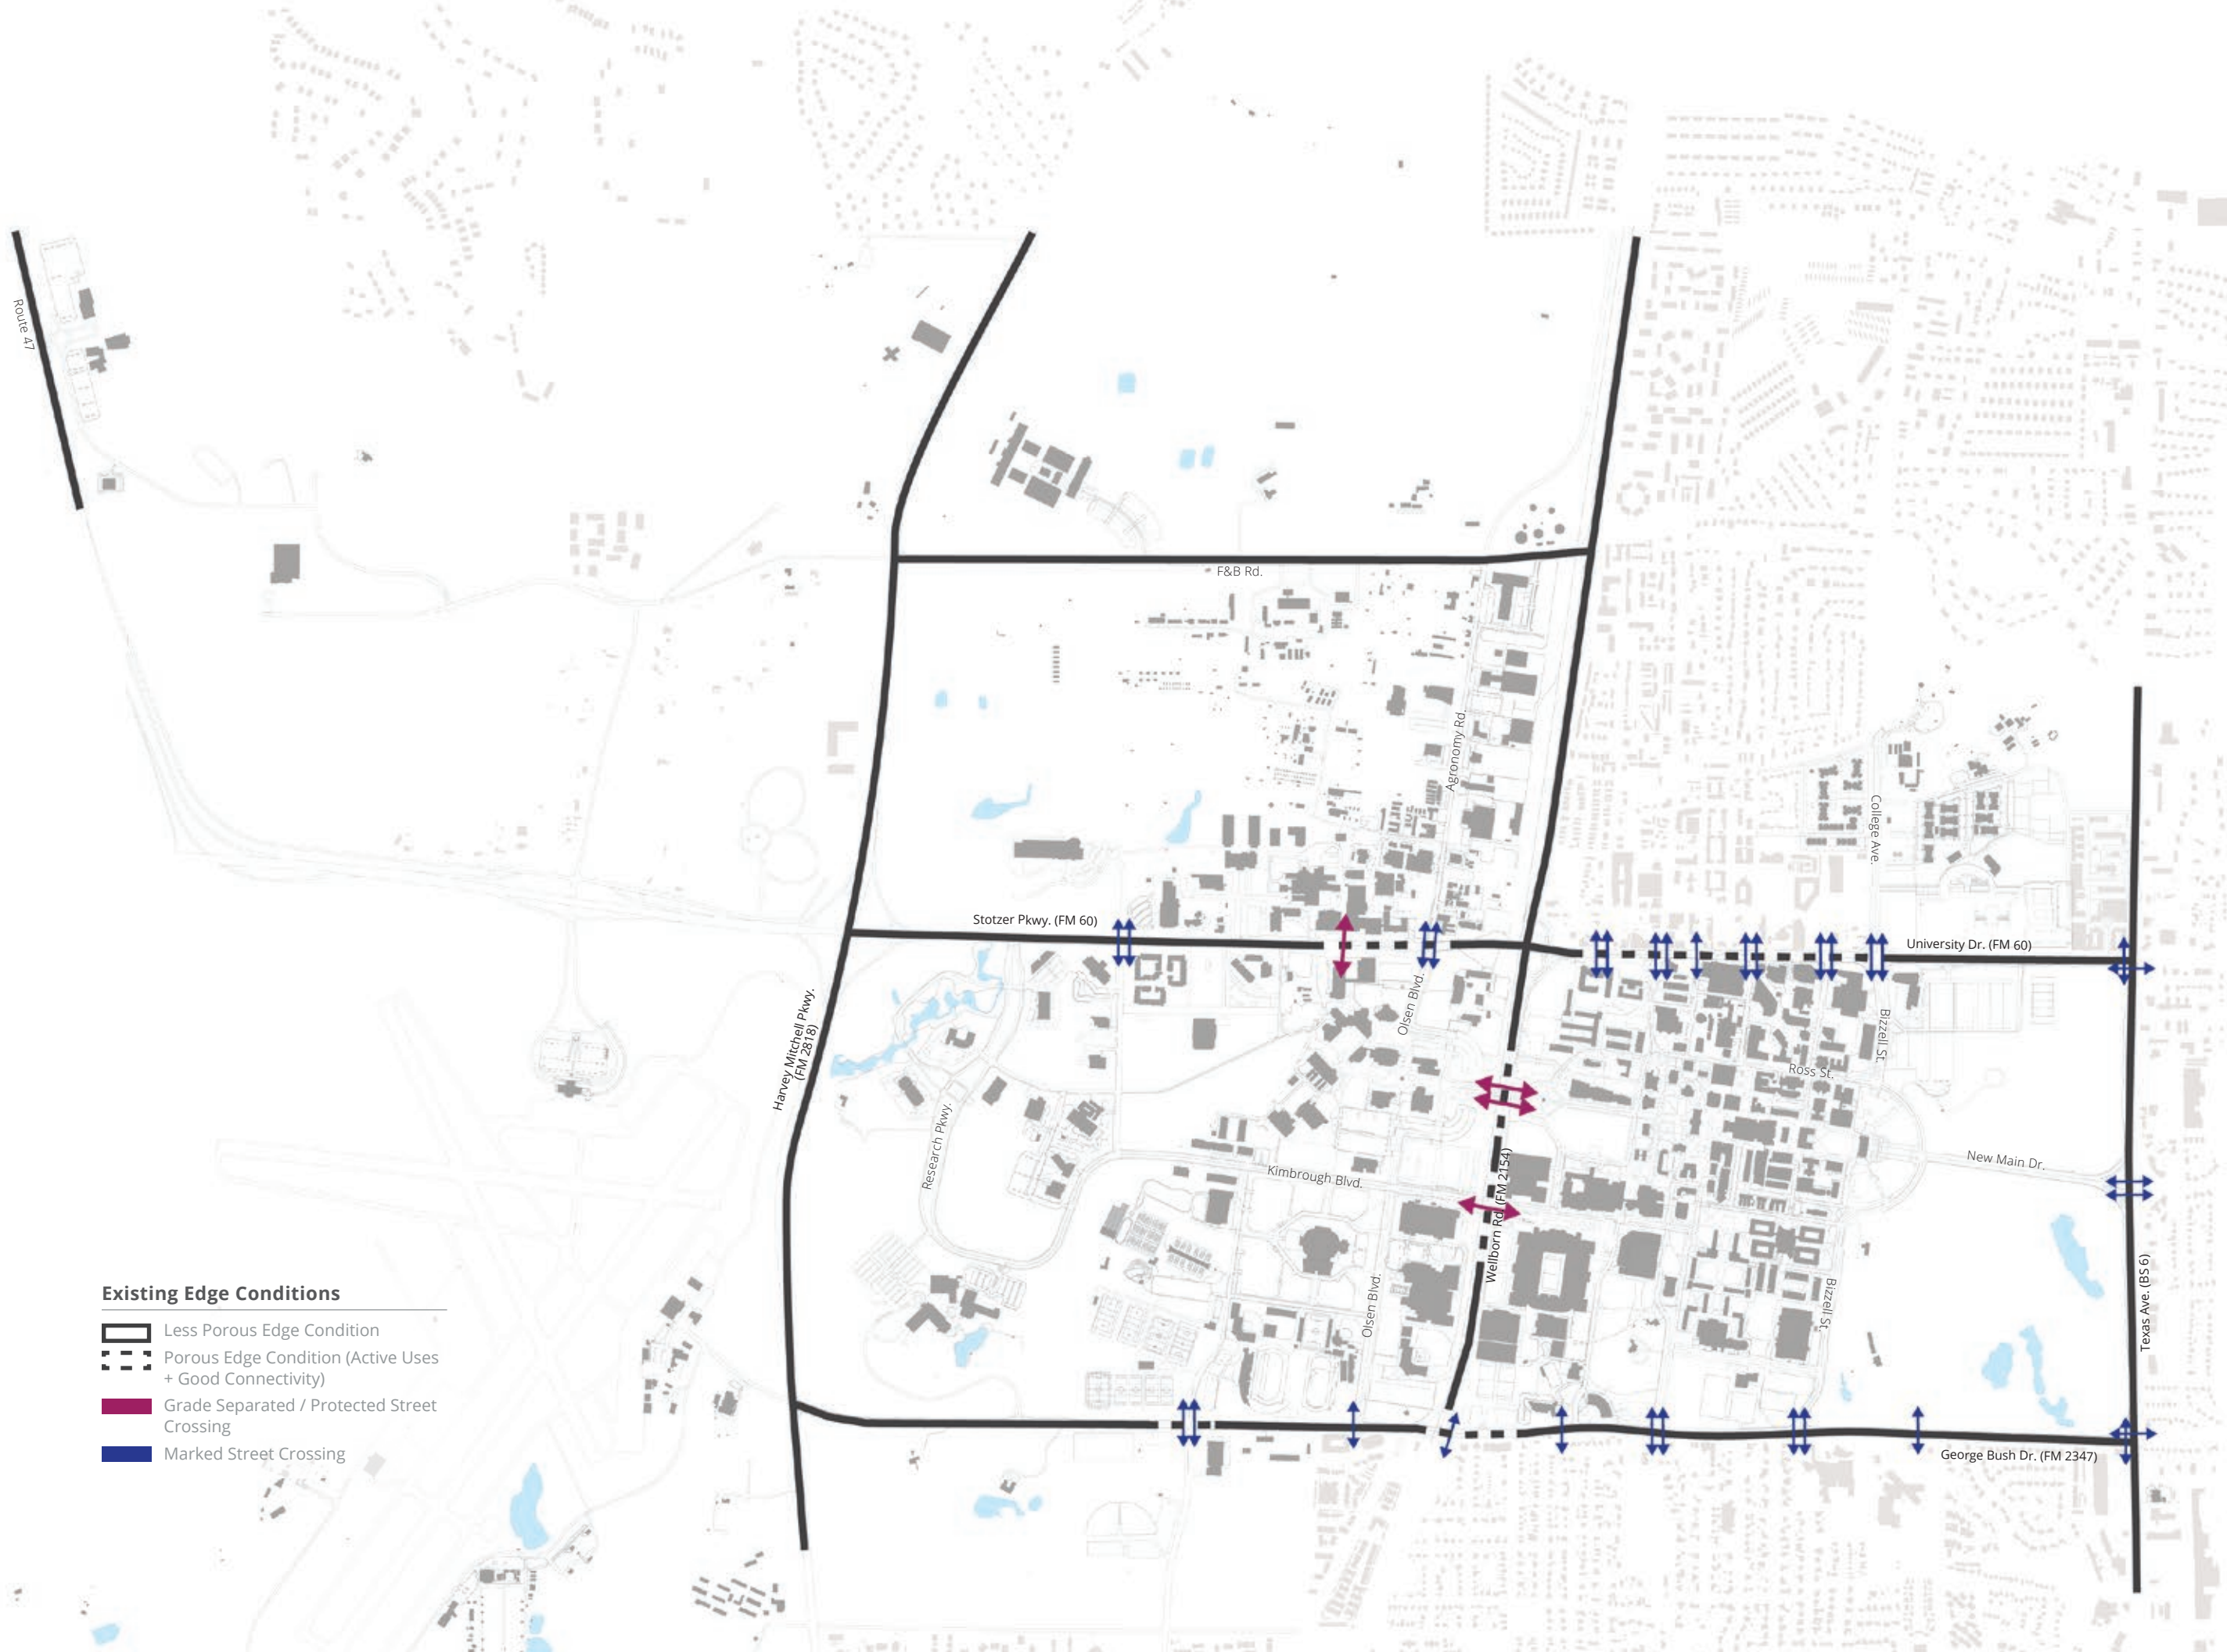 Route 47
F&B Rd.
Agronomy Rd.
College Ave.
Stotzer Pkwy. (FM 60)
University Dr. (FM 60)
Olsen Blvd.
Harvey Mitchell Pkwy.
(FM 2818)
Bizzell St.
Ross St.
Research Pkwy.
Kimbrough Blvd.
Wellborn Rd. (FM 2154)
New Main Dr.
Olsen Blvd.
Bizzell St.
Texas Ave. (BS 6)
George Bush Dr. (FM 2347)
Existing Edge Conditions
Less Porous Edge Condition
Porous Edge Condition (Active Uses
+ Good Connectivity)
Grade Separated / Protected Street
Crossing
Marked Street Crossing